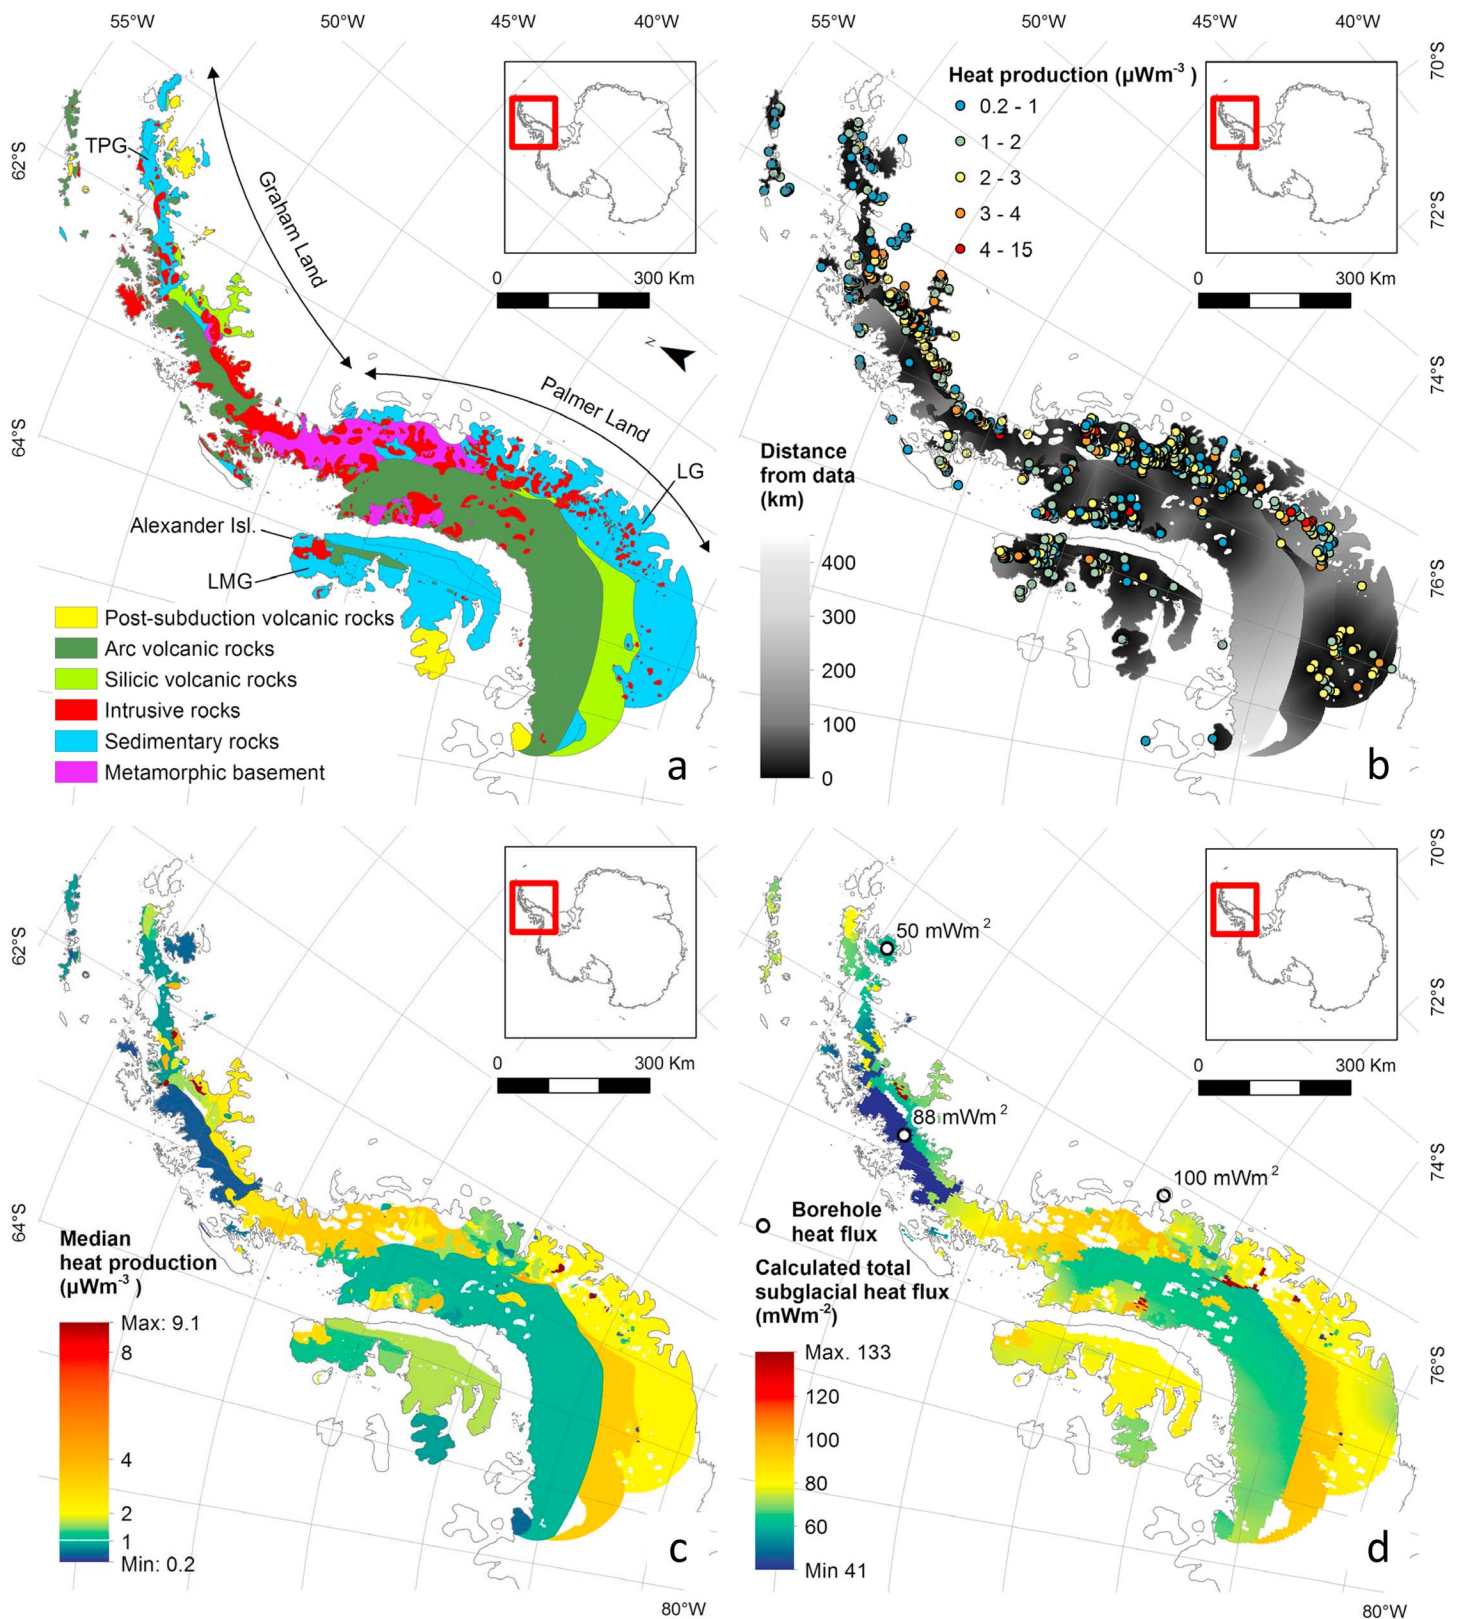 55°W
50°W
45°W
40°W
55°W
50°W
45°W
40°W
70°S
62°S
TPG
Graham Land
0
300 Km
N
Palmer Land
LG
64°S
Alexander Isl.
LMG
Post-subduction volcanic rocks
Arc volcanic rocks
Silicic volcanic rocks
Intrusive rocks
Sedimentary rocks
Metamorphic basement
a
Heat production (µWm-3 )
0.2 - 1
1 - 2
2 - 3
3 - 4
4 - 15
72°S
0
300 Km
74°S
Distance
from data
(km)
400
300
200
100
0
76°S
b
62°S
0
300 Km
64°S
Median
heat production
(µWm-3 )
Max: 9.1
8
4
2
1
Min: 0.2
c
80°W
70°S
50 mWm2
72°S
0
300 Km
88 mWm2
74°S
100 mWm2
Borehole
heat flux
Calculated total
subglacial heat flux
(mWm-2)
Max. 133
120
100
80
60
Min 41
76°S
d
80°W